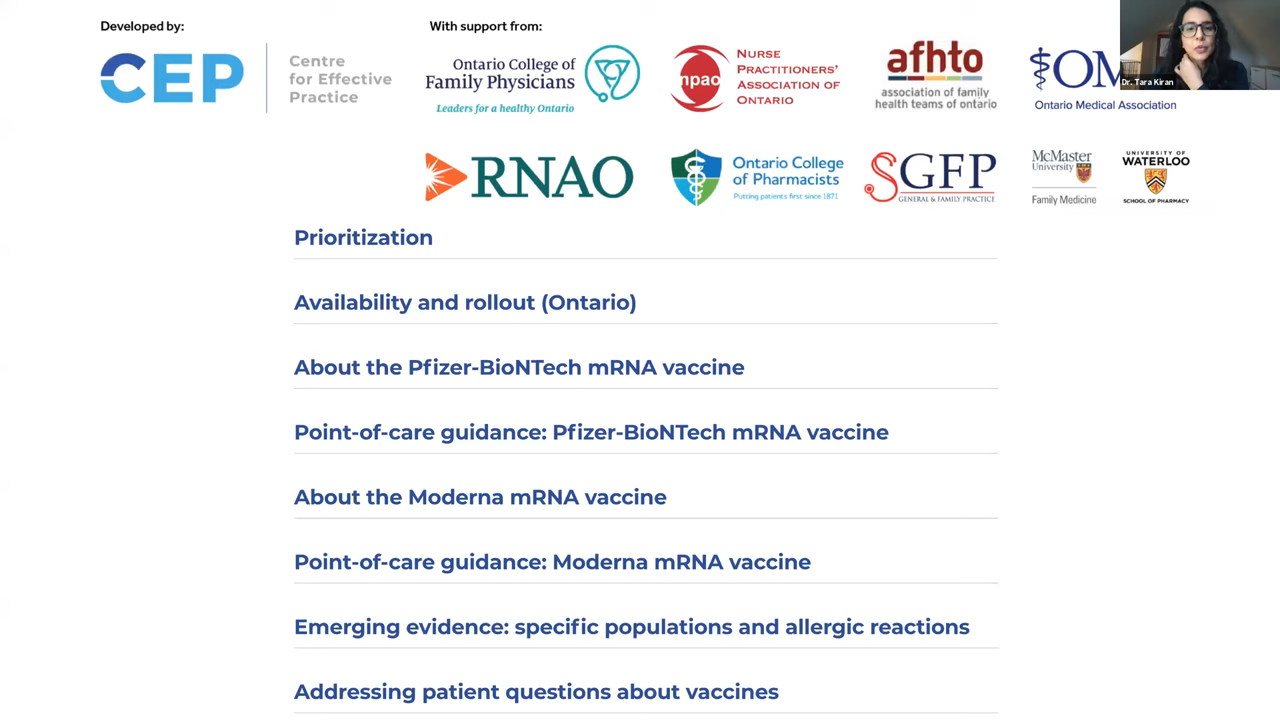 Developed by:
With support from:
CEP
Centre
for Effective
Practice
Ontario College of
Family Physicians
Leaders for a healthy Ontario
npao
NURSE
PRACTITIONERS'
ASSOCIATION OF
ONTARIO
afhto
association of family
health teams of ontario
OM
Ontario Medical Association
Dr. Tara Kiran
RNAO
Ontario College
of Pharmacists
Putting patients first since 1871
SGFP
GENERAL & FAMILY PRACTICE
McMaster
University
Family Medicine
UNIVERSITY OF
WATERLOO
SCHOOL OF PHARMACY
Prioritization
Availability and rollout (Ontario)
About the Pfizer-BioNTech mRNA vaccine
Point-of-care guidance: Pfizer-BioNTech mRNA vaccine
About the Moderna mRNA vaccine
Point-of-care guidance: Moderna mRNA vaccine
Emerging evidence: specific populations and allergic reactions
Addressing patient questions about vaccines